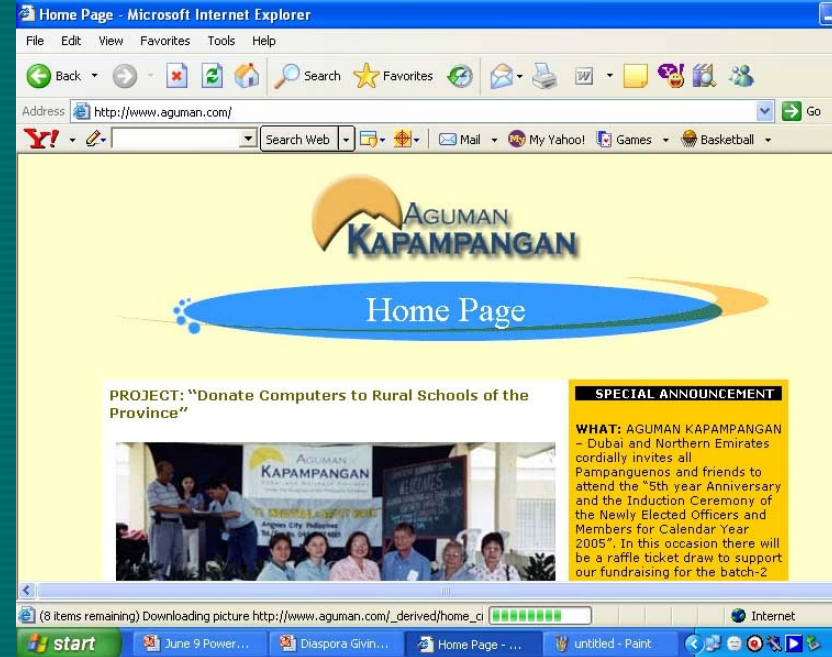 Home Page - Microsoft Internet Explorer
File Edit View Favorites Tools Help
Back Search Favorites
Address http://www.aguman.com/ Go
Y! Search Web Mail My Yahoo! Games Basketball
AGUMAN
KAPAMPANGAN
Home Page
PROJECT: “Donate Computers to Rural Schools of the
Province”
AGUMAN
KAPAMPANGAN
Angeles City Philippines
SPECIAL ANNOUNCEMENT
WHAT: AGUMAN KAPAMPANGAN
– Dubai and Northern Emirates
cordially invites all
Pampanguenos and friends to
attend the “5th year Anniversary
and the Induction Ceremony of
the Newly Elected Officers and
Members for Calendar Year
2005”. In this occasion there will
be a raffle ticket draw to support
our fundraising for the batch-2
(8 items remaining) Downloading picture http://www.aguman.com/_derived/home_c Internet
start June 9 Power... Diaspora Givin... Home Page - ... untitled - Paint